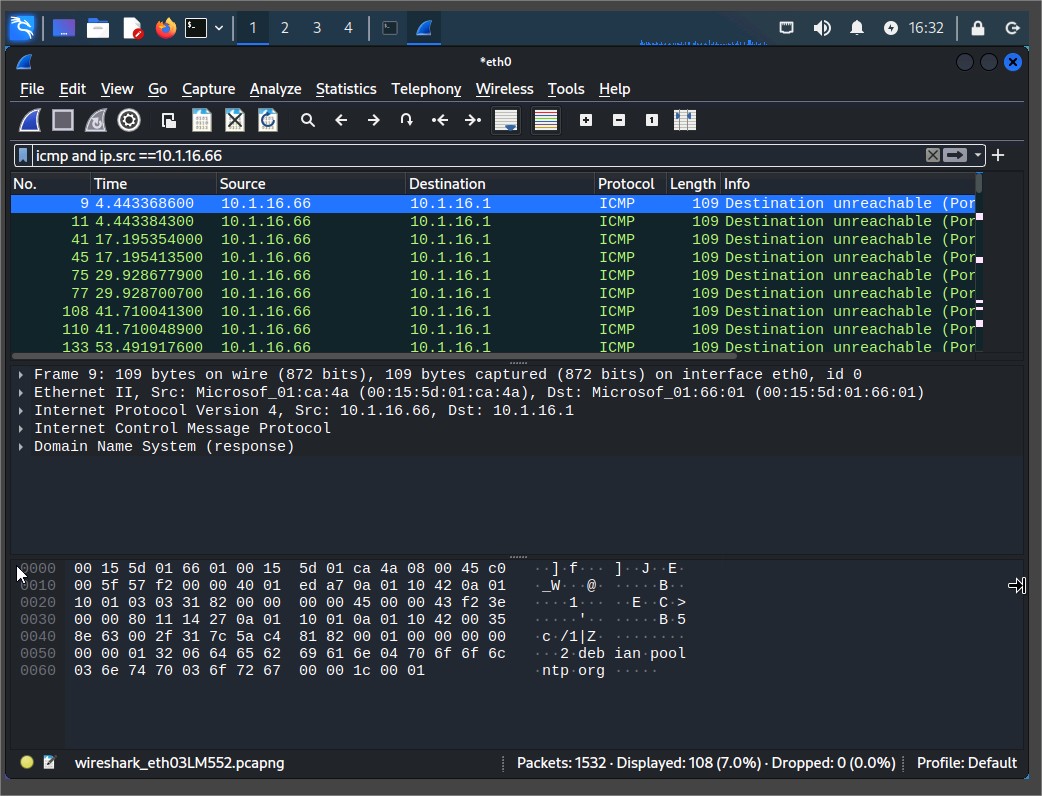 1 2 3 4 16:32
*eth0
File Edit View Go Capture Analyze Statistics Telephony Wireless Tools Help
icmp and ip.src ==10.1.16.66
No. Time Source Destination Protocol Length Info
9 4.443368600 10.1.16.66 10.1.16.1 ICMP 109 Destination unreachable (Por
11 4.443384300 10.1.16.66 10.1.16.1 ICMP 109 Destination unreachable (Por
41 17.195354000 10.1.16.66 10.1.16.1 ICMP 109 Destination unreachable (Por
45 17.195413500 10.1.16.66 10.1.16.1 ICMP 109 Destination unreachable (Por
75 29.928677900 10.1.16.66 10.1.16.1 ICMP 109 Destination unreachable (Por
77 29.928700700 10.1.16.66 10.1.16.1 ICMP 109 Destination unreachable (Por
108 41.710041300 10.1.16.66 10.1.16.1 ICMP 109 Destination unreachable (Por
110 41.710048900 10.1.16.66 10.1.16.1 ICMP 109 Destination unreachable (Por
133 53.491917600 10.1.16.66 10.1.16.1 ICMP 109 Destination unreachable (Por
Frame 9: 109 bytes on wire (872 bits), 109 bytes captured (872 bits) on interface eth0, id 0
Ethernet II, Src: Microsof_01:ca:4a (00:15:5d:01:ca:4a), Dst: Microsof_01:66:01 (00:15:5d:01:66:01)
Internet Protocol Version 4, Src: 10.1.16.66, Dst: 10.1.16.1
Internet Control Message Protocol
Domain Name System (response)
0000 00 15 5d 01 66 01 00 15 5d 01 ca 4a 08 00 45 c0 ··]·f··· ]··J··E·
0010 00 5f 57 f2 00 00 40 01 ed a7 0a 01 10 42 0a 01 ·_W···@· ·····B··
0020 10 01 03 03 31 82 00 00 00 00 45 00 00 43 f2 3e ····1··· ··E··C·>
0030 00 00 80 11 14 27 0a 01 10 01 0a 01 10 42 00 35 ·····'·· ·····B·5
0040 8e 63 00 2f 31 7c 5a c4 81 82 00 01 00 00 00 00 ·c·/1|Z· ········
0050 00 00 01 32 06 64 65 62 69 61 6e 04 70 6f 6f 6c ···2·deb ian·pool
0060 03 6e 74 70 03 6f 72 67 00 00 1c 00 01 ·ntp·org ·····
wireshark_eth03LM552.pcapng Packets: 1532 · Displayed: 108 (7.0%) · Dropped: 0 (0.0%) Profile: Default